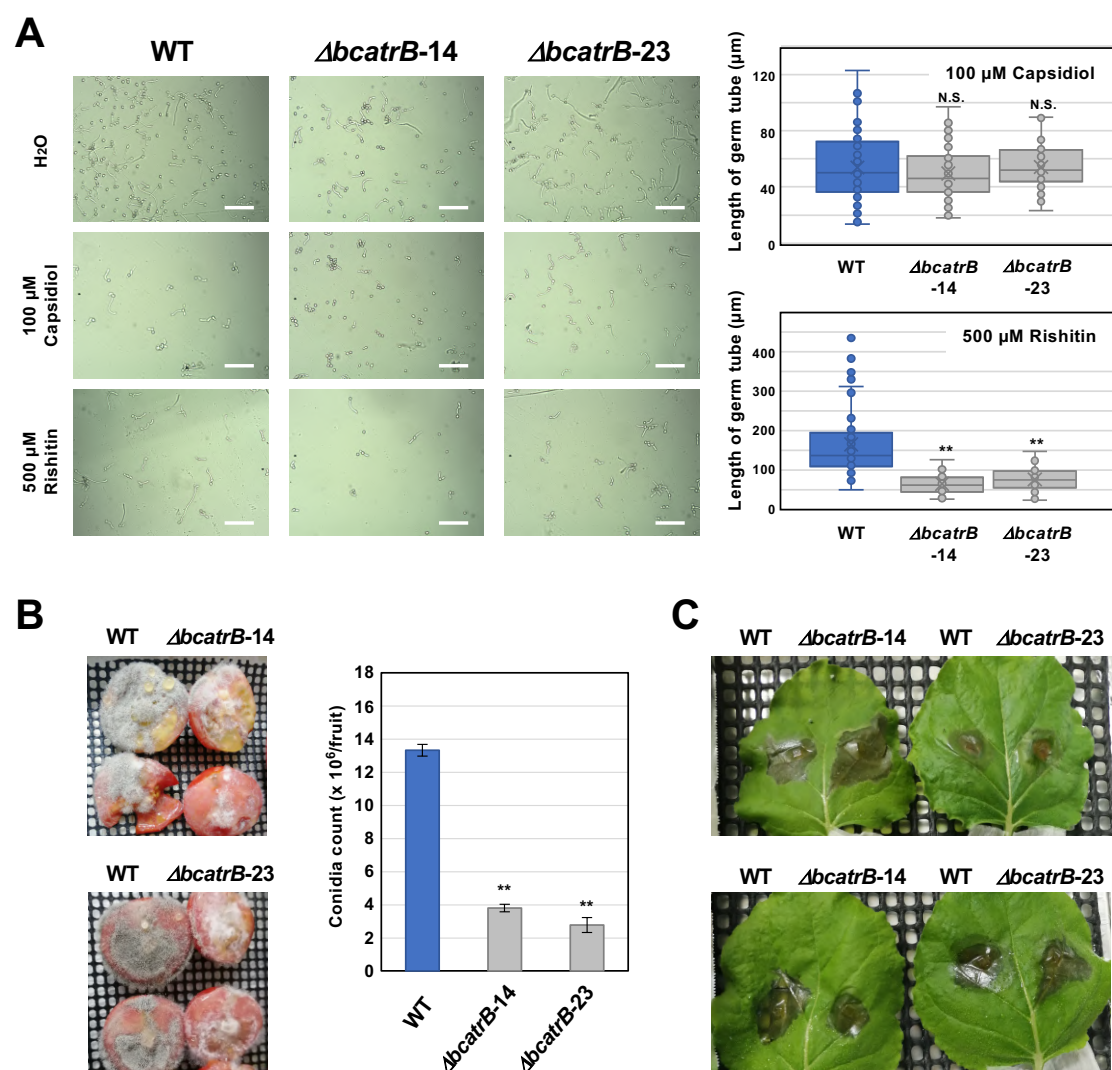 A
WT
ΔbcatrB-14
ΔbcatrB-23
H2O
100 μM
Capsidiol
500 μM
Rishitin
Length of germ tube (μm)
120
80
40
0
100 μM Capsidiol
N.S.
N.S.
WT
ΔbcatrB
-14
ΔbcatrB
-23
Length of germ tube (μm)
400
300
200
100
0
500 μM Rishitin
**
**
WT
ΔbcatrB
-14
ΔbcatrB
-23
B
WT ΔbcatrB-14
WT ΔbcatrB-23
Conidia count (x 10⁶/fruit)
18
16
14
12
10
8
6
4
2
0
**
**
WT
ΔbcatrB-14
ΔbcatrB-23
C
WT ΔbcatrB-14 WT ΔbcatrB-23
WT ΔbcatrB-14 WT ΔbcatrB-23